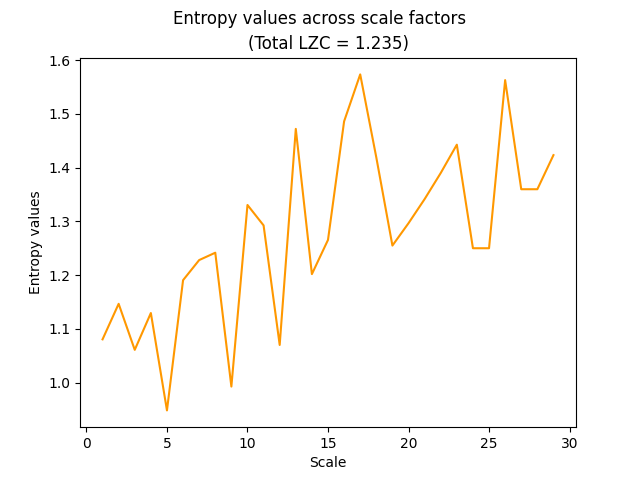 Entropy values across scale factors
(Total LZC = 1.235)
1.6
1.5
1.4
1.3
1.2
1.1
1.0
Entropy values
0 5 10 15 20 25 30
Scale